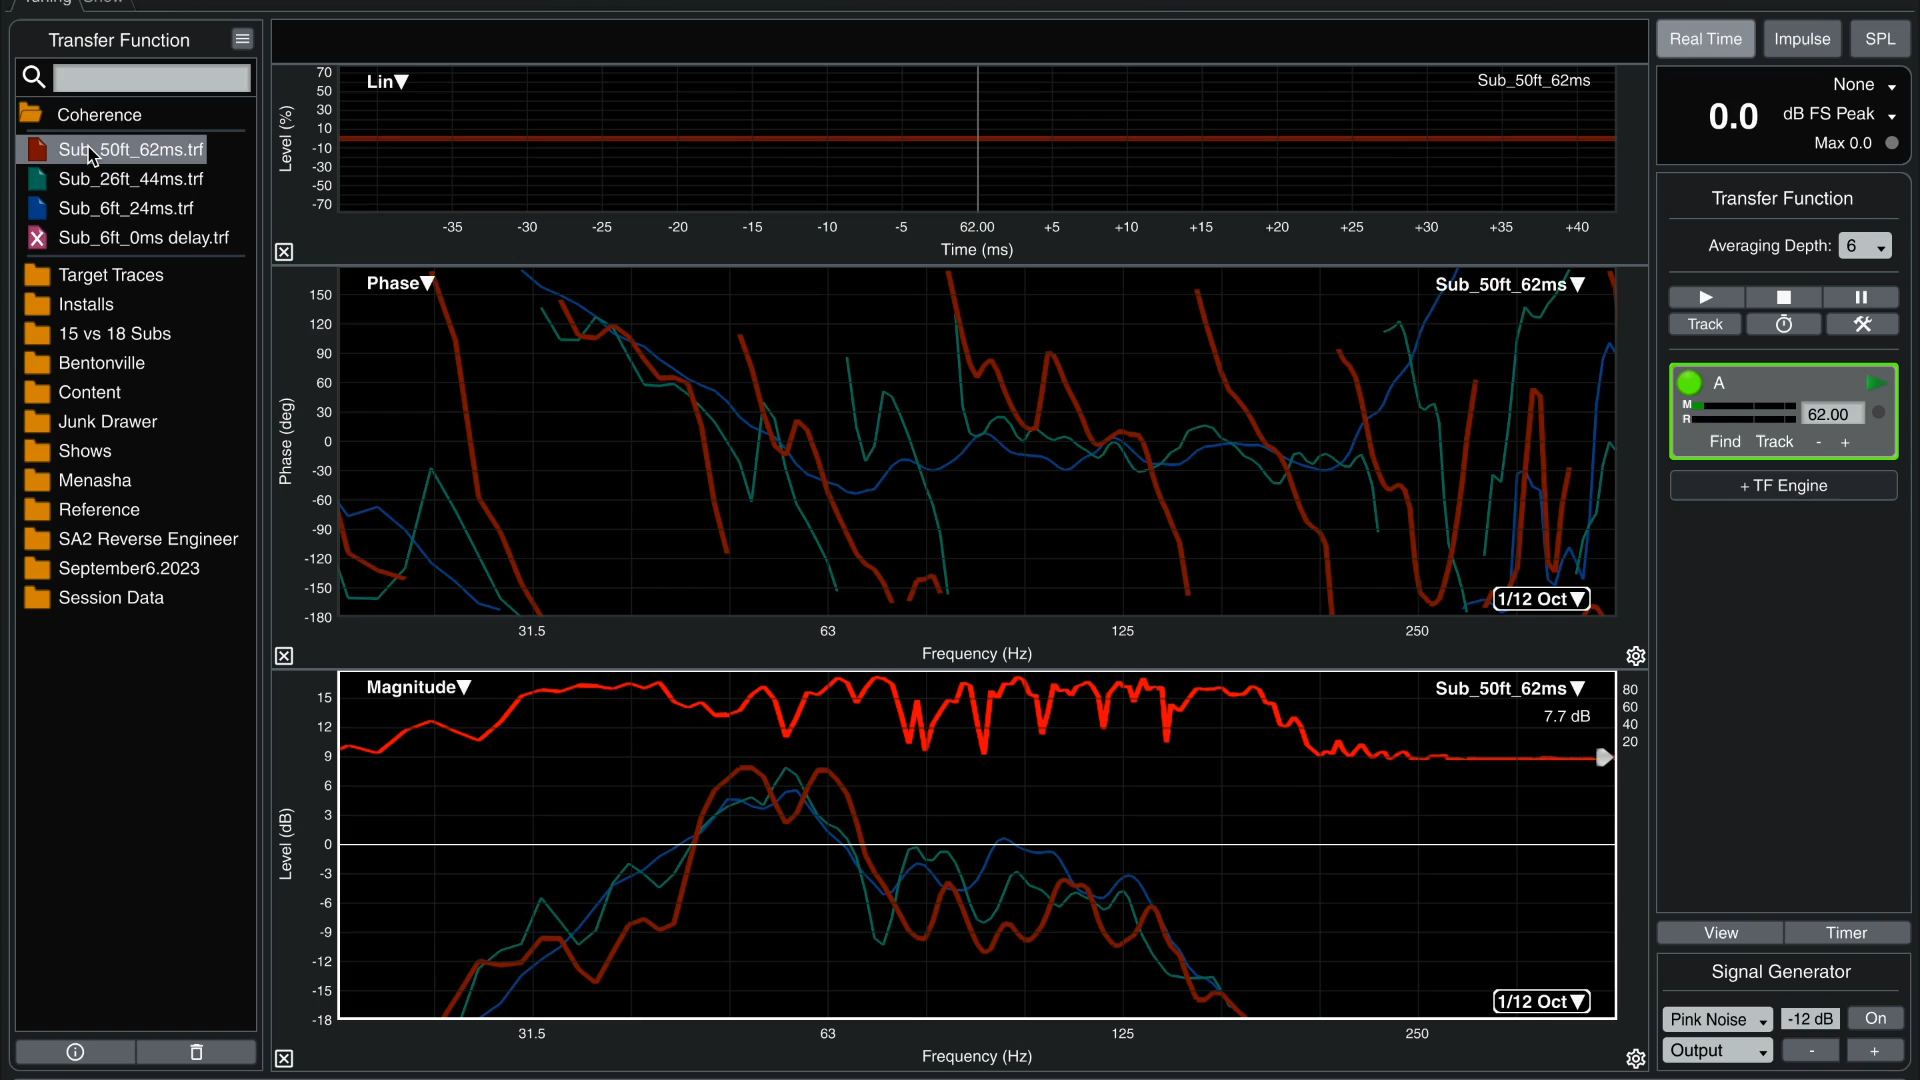 Tuning Show
Transfer Function
Coherence
Sub_50ft_62ms.trf
Sub_26ft_44ms.trf
Sub_6ft_24ms.trf
Sub_6ft_0ms delay.trf
Target Traces
Installs
15 vs 18 Subs
Bentonville
Content
Junk Drawer
Shows
Menasha
Reference
SA2 Reverse Engineer
September6.2023
Session Data
Lin▼
Sub_50ft_62ms
Level (%)
70
50
30
10
-10
-30
-50
-70
-35 -30 -25 -20 -15 -10 -5 62.00 +5 +10 +15 +20 +25 +30 +35 +40
Time (ms)
Phase▼
Sub_50ft_62ms▼
Phase (deg)
150
120
90
60
30
0
-30
-60
-90
-120
-150
-180
1/12 Oct▼
31.5 63 125 250
Frequency (Hz)
Magnitude▼
Sub_50ft_62ms▼
7.7 dB
Level (dB)
15
12
9
6
3
0
-3
-6
-9
-12
-15
-18
80
60
40
20
1/12 Oct▼
31.5 63 125 250
Frequency (Hz)
Real Time Impulse SPL
None
0.0 dB FS Peak
Max 0.0
Transfer Function
Averaging Depth: 6
Track
A
M
R
62.00
Find Track - +
+ TF Engine
View Timer
Signal Generator
Pink Noise -12 dB On
Output - +